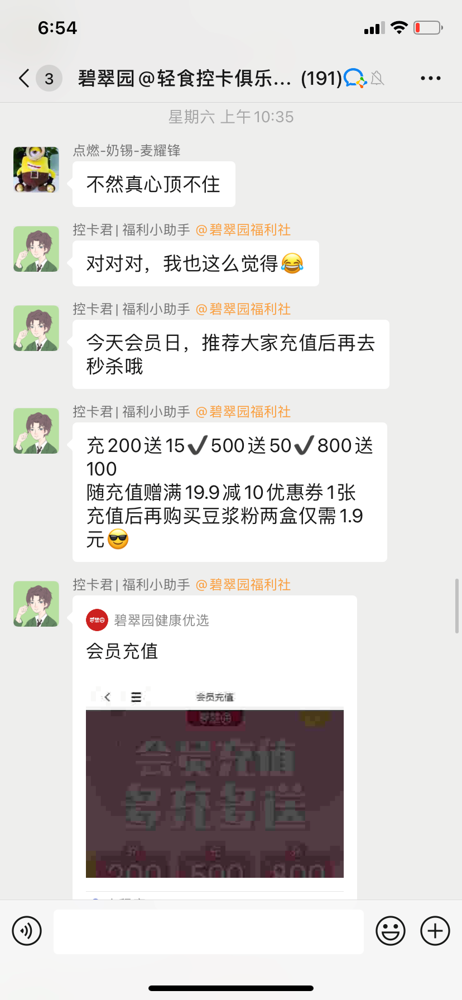 6:54
3
碧翠园@轻食控卡俱乐... (191)
星期六 上午10:35
点燃-奶锡-麦耀锋
不然真心顶不住
控卡君| 福利小助手 @碧翠园福利社
对对对，我也这么觉得😂
控卡君| 福利小助手 @碧翠园福利社
今天会员日，推荐大家充值后再去
秒杀哦
控卡君| 福利小助手 @碧翠园福利社
充200送15✔️500送50✔️800送
100
随充值赠满19.9减10优惠券1张
充值后再购买豆浆粉两盒仅需1.9
元😎
控卡君| 福利小助手 @碧翠园福利社
碧翠园
碧翠园健康优选
会员充值
会员充值
碧翠园
会员充值
多充多送
200 500 800